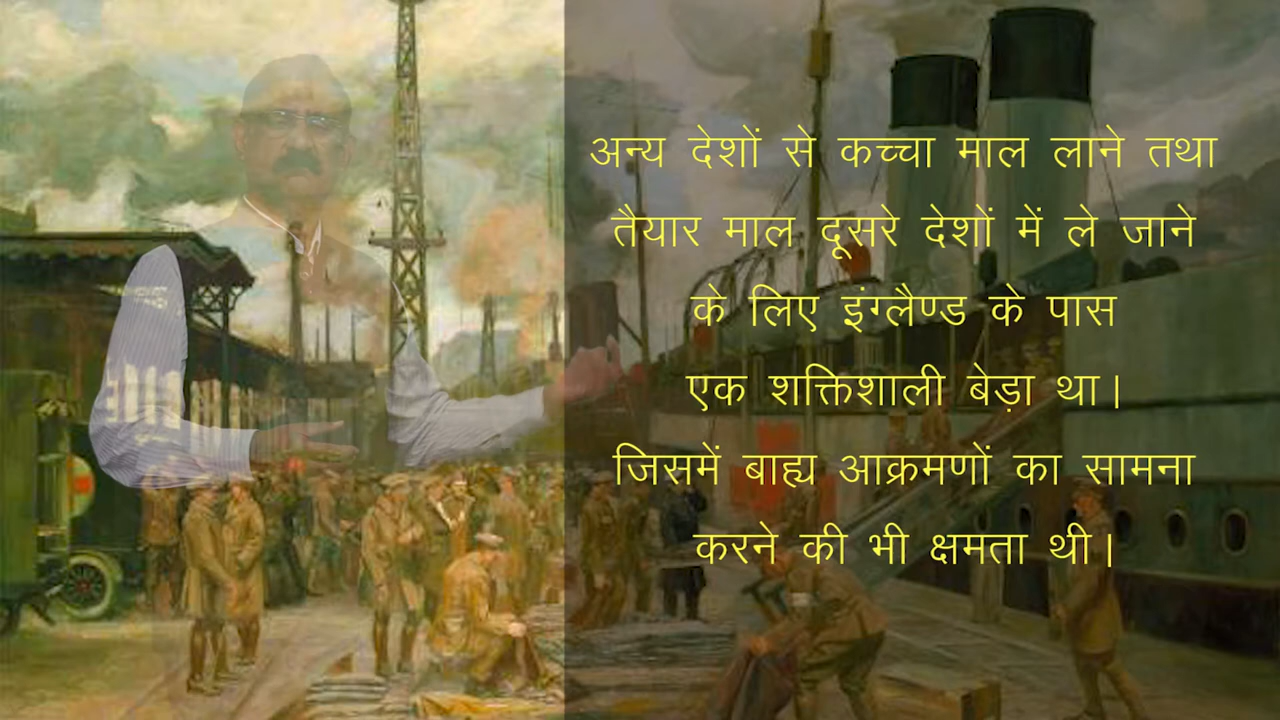 अन्य देशों से कच्चा माल लाने तथा
तैयार माल दूसरे देशों में ले जाने
के लिए इंग्लैण्ड के पास
एक शक्तिशाली बेड़ा था।
जिसमें बाह्य आक्रमणों का सामना
करने की भी क्षमता थी।